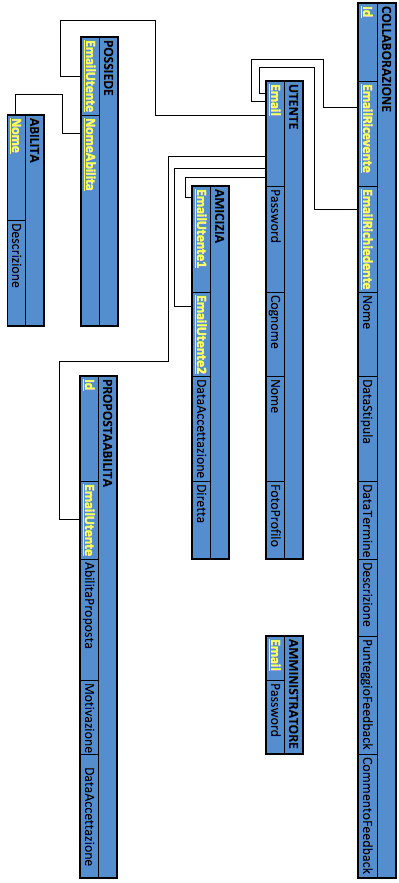 COLLABORAZIONE
Id EmailRicevente EmailRichiedente Nome DataStipula DataTermine Descrizione PunteggioFeedback CommentoFeedback
UTENTE
Email Password Cognome Nome FotoProfilo
AMMINISTRATORE
Email Password
AMICIZIA
EmailUtente1 EmailUtente2 DataAccettazione Diretta
POSSIEDE
EmailUtente NomeAbilita
PROPOSTAABILITA
Id EmailUtente AbilitaProposta Motivazione DataAccettazione
ABILITA
Nome Descrizione